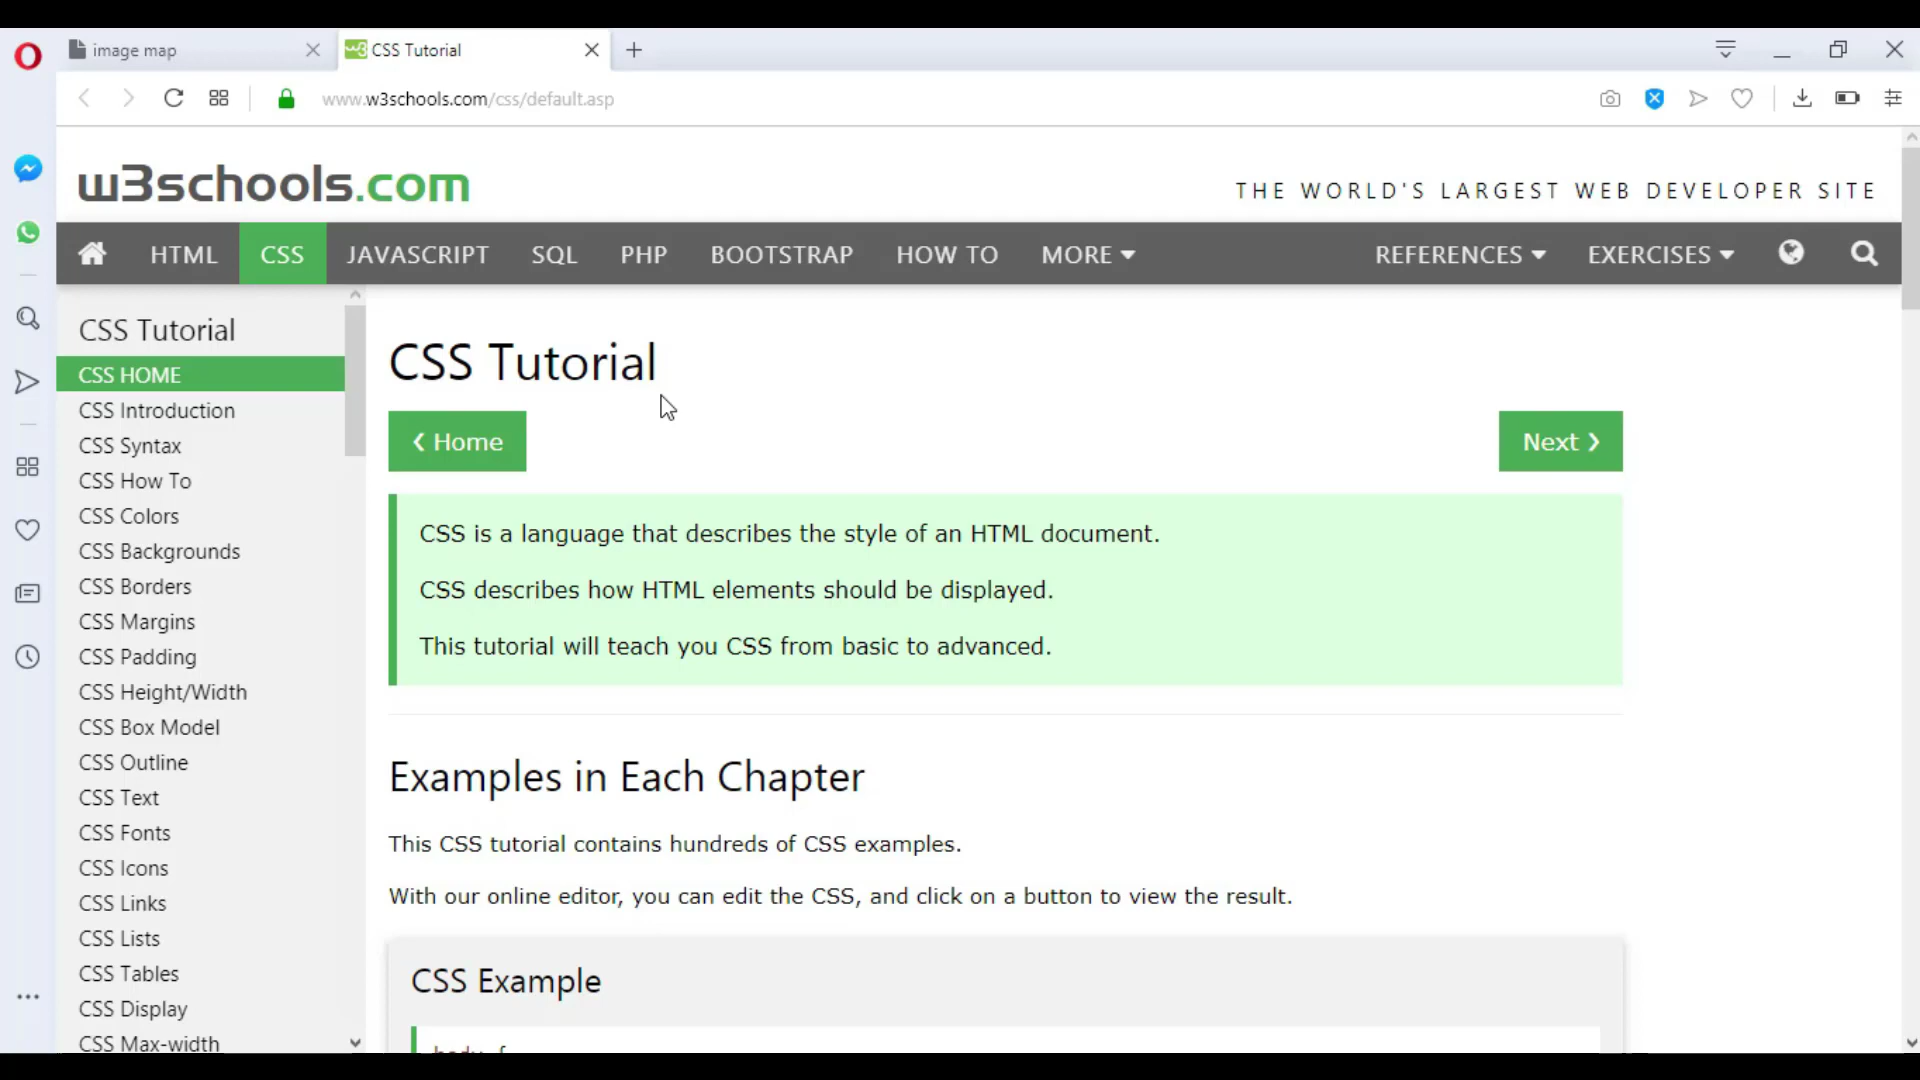 image map
CSS Tutorial
www.w3schools.com/css/default.asp
w3schools.com
THE WORLD'S LARGEST WEB DEVELOPER SITE
HTML CSS JAVASCRIPT SQL PHP BOOTSTRAP HOW TO MORE REFERENCES EXERCISES
CSS Tutorial
CSS HOME
CSS Introduction
CSS Syntax
CSS How To
CSS Colors
CSS Backgrounds
CSS Borders
CSS Margins
CSS Padding
CSS Height/Width
CSS Box Model
CSS Outline
CSS Text
CSS Fonts
CSS Icons
CSS Links
CSS Lists
CSS Tables
CSS Display
CSS Max-width
CSS Tutorial
❮ Home
Next ❯
CSS is a language that describes the style of an HTML document.
CSS describes how HTML elements should be displayed.
This tutorial will teach you CSS from basic to advanced.
Examples in Each Chapter
This CSS tutorial contains hundreds of CSS examples.
With our online editor, you can edit the CSS, and click on a button to view the result.
CSS Example
body {